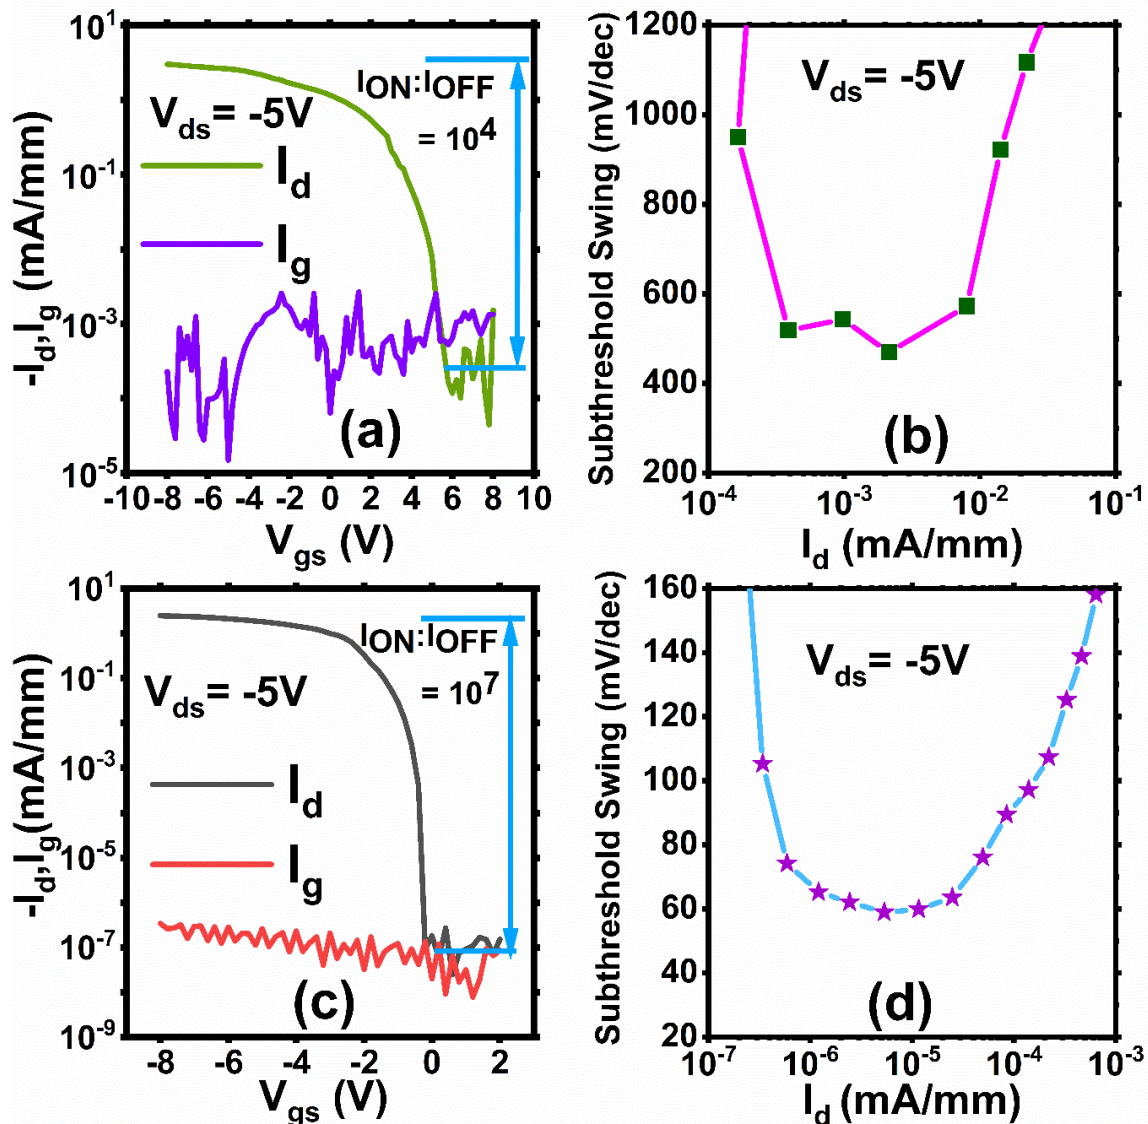 10^1
10^-1
10^-3
10^-5
-I_d,I_g (mA/mm)
V_ds= -5V
I_d
I_g
I_ON:I_OFF
= 10^4
(a)
-10 -8 -6 -4 -2 0 2 4 6 8 10
V_gs (V)
1200
1000
800
600
400
200
Subthreshold Swing (mV/dec)
V_ds= -5V
(b)
10^-4 10^-3 10^-2 10^-1
I_d (mA/mm)
10^1
10^-1
10^-3
10^-5
10^-7
10^-9
-I_d,I_g(mA/mm)
I_ON:I_OFF
= 10^7
V_ds= -5V
I_d
I_g
(c)
-8 -6 -4 -2 0 2
V_gs (V)
160
140
120
100
80
60
40
20
Subthreshold Swing (mV/dec)
V_ds= -5V
(d)
10^-7 10^-6 10^-5 10^-4 10^-3
I_d (mA/mm)